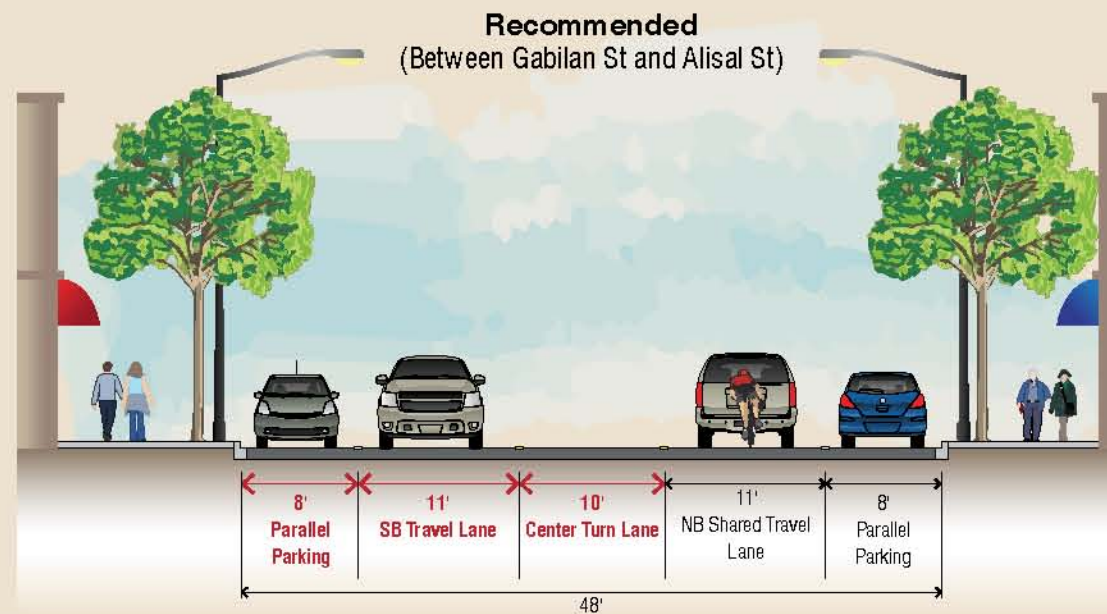 Recommended
(Between Gabilan St and Alisal St)
8'
Parallel
Parking
11'
SB Travel Lane
10'
Center Turn Lane
11'
NB Shared Travel
Lane
8'
Parallel
Parking
48'